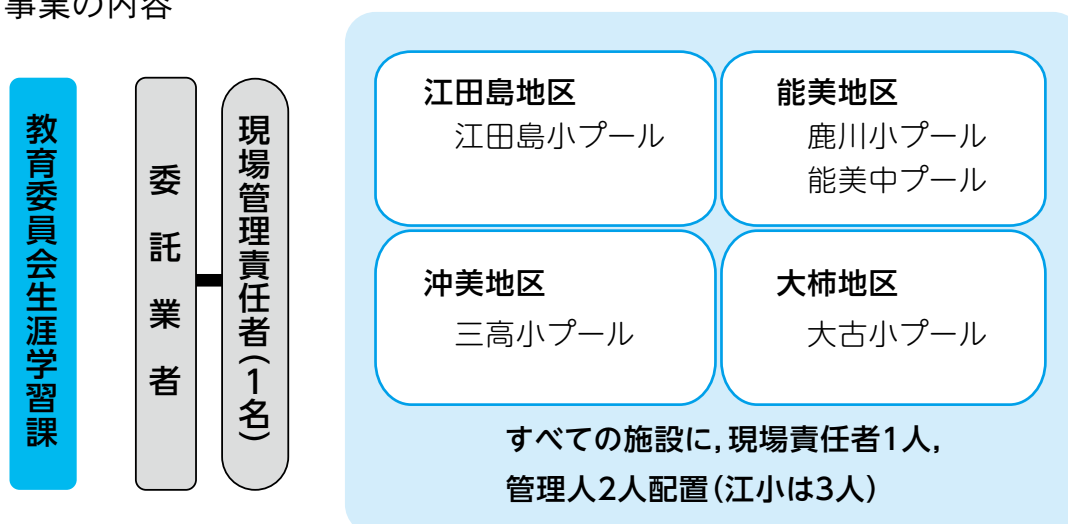 事業の内容
教育委員会生涯学習課
委託業者
現場管理責任者(1名)
江田島地区
江田島小プール
能美地区
鹿川小プール
能美中プール
沖美地区
三高小プール
大柿地区
大古小プール
すべての施設に,現場責任者1人,
管理人2人配置(江小は3人)